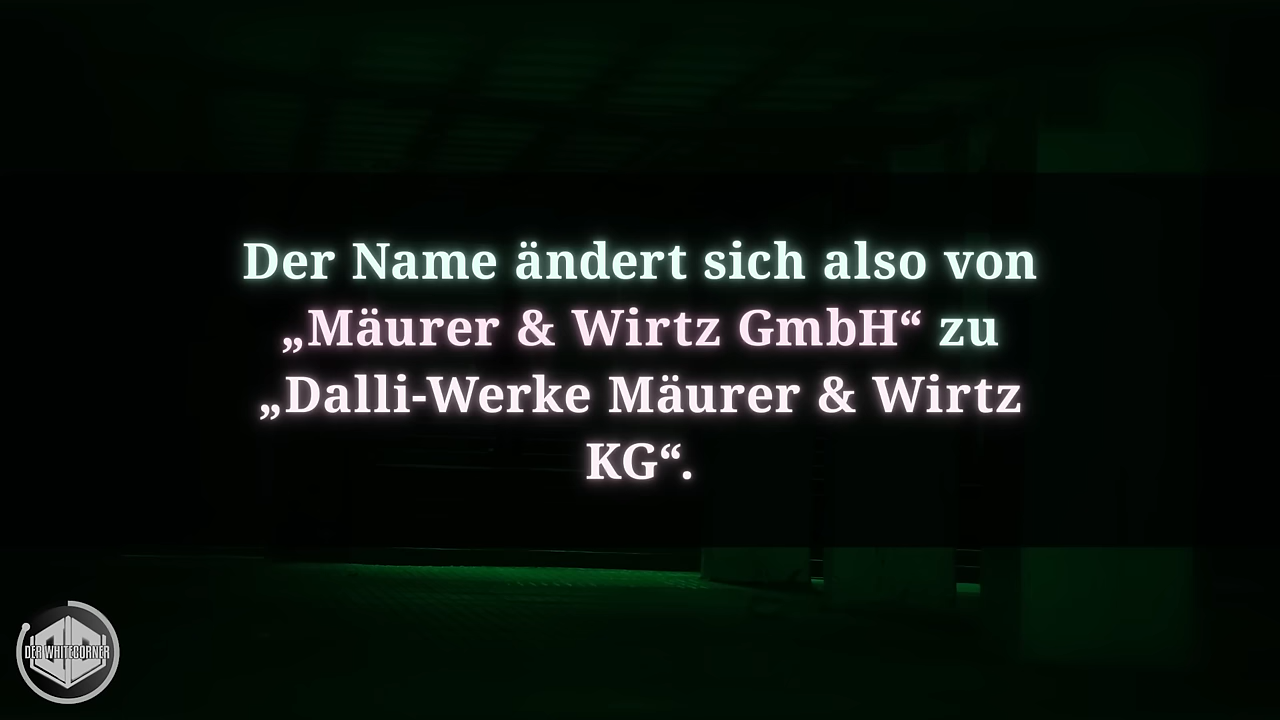 Der Name ändert sich also von
„Mäurer & Wirtz GmbH“ zu
„Dalli-Werke Mäurer & Wirtz
KG“.
DER WHITECORNER